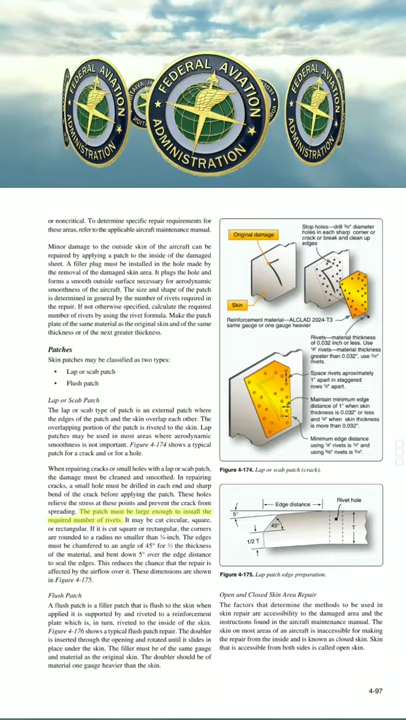 FEDERAL AVIATION
ADMINISTRATION
FEDERAL AVIATION
ADMINISTRATION
FEDERAL AVIATION
ADMINISTRATION
or noncritical. To determine specific repair requirements for
these areas, refer to the applicable aircraft maintenance manual.
Minor damage to the outside skin of the aircraft can be
repaired by applying a patch to the inside of the damaged
sheet. A filler plug must be installed in the hole made by
the removal of the damaged skin area. It plugs the hole and
forms a smooth outside surface necessary for aerodynamic
smoothness of the aircraft. The size and shape of the patch
is determined in general by the number of rivets required in
the repair. If not otherwise specified, calculate the required
number of rivets by using the rivet formula. Make the patch
plate of the same material as the original skin and of the same
thickness or of the next greater thickness.
Patches
Skin patches may be classified as two types:
• Lap or scab patch
• Flush patch
Lap or Scab Patch
The lap or scab type of patch is an external patch where
the edges of the patch and the skin overlap each other. The
overlapping portion of the patch is riveted to the skin. Lap
patches may be used in most areas where aerodynamic
smoothness is not important. Figure 4-174 shows a typical
patch for a crack and or for a hole.
When repairing cracks or small holes with a lap or scab patch,
the damage must be cleaned and smoothed. In repairing
cracks, a small hole must be drilled in each end and sharp
bend of the crack before applying the patch. These holes
relieve the stress at these points and prevent the crack from
spreading. The patch must be large enough to install the
required number of rivets. It may be cut circular, square,
or rectangular. If it is cut square or rectangular, the corners
are rounded to a radius no smaller than ¼-inch. The edges
must be chamfered to an angle of 45° for ½ the thickness
of the material, and bent down 5° over the edge distance
to seal the edges. This reduces the chance that the repair is
affected by the airflow over it. These dimensions are shown
in Figure 4-175.
Flush Patch
A flush patch is a filler patch that is flush to the skin when
applied it is supported by and riveted to a reinforcement
plate which is, in turn, riveted to the inside of the skin.
Figure 4-176 shows a typical flush patch repair. The doubler
is inserted through the opening and rotated until it slides in
place under the skin. The filler must be of the same gauge
and material as the original skin. The doubler should be of
material one gauge heavier than the skin.
Original damage
Skin
Stop holes—drill diameter
holes in each sharp corner or
crack or break and clean up
edges
Reinforcement material—ALCLAD 2024-T3
same gauge or one gauge heavier
Rivets—material thickness
of 0.032 inch or less. Use
rivets—material thickness
greater than 0.032", use
rivets.
Space rivets aproximately
1" apart in staggered
rows apart.
Maintain minimum edge
distance of 1" when skin
thickness is 0.032" or less
and when skin thickness
is more than 0.032".
Minimum edge distance
using rivets is and
using rivets is
Figure 4-174. Lap or scab patch (crack).
Edge distance
Rivet hole
5°
45°
1/2 T
T
Figure 4-175. Lap patch edge preparation.
Open and Closed Skin Area Repair
The factors that determine the methods to be used in
skin repair are accessibility to the damaged area and the
instructions found in the aircraft maintenance manual. The
skin on most areas of an aircraft is inaccessible for making
the repair from the inside and is known as closed skin. Skin
that is accessible from both sides is called open skin.
4-97